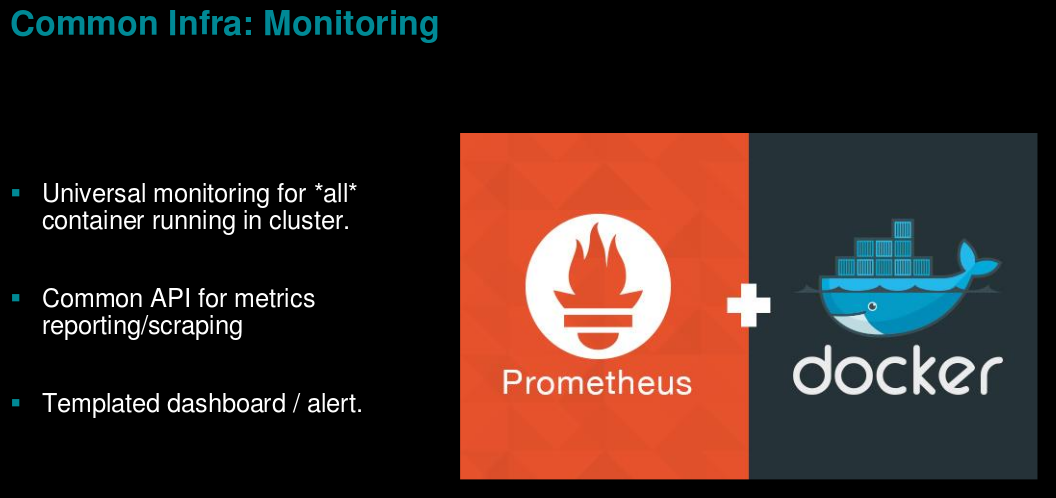 Common Infra: Monitoring
▪ Universal monitoring for *all*
container running in cluster.
▪ Common API for metrics
reporting/scraping
▪ Templated dashboard / alert.
Prometheus
docker